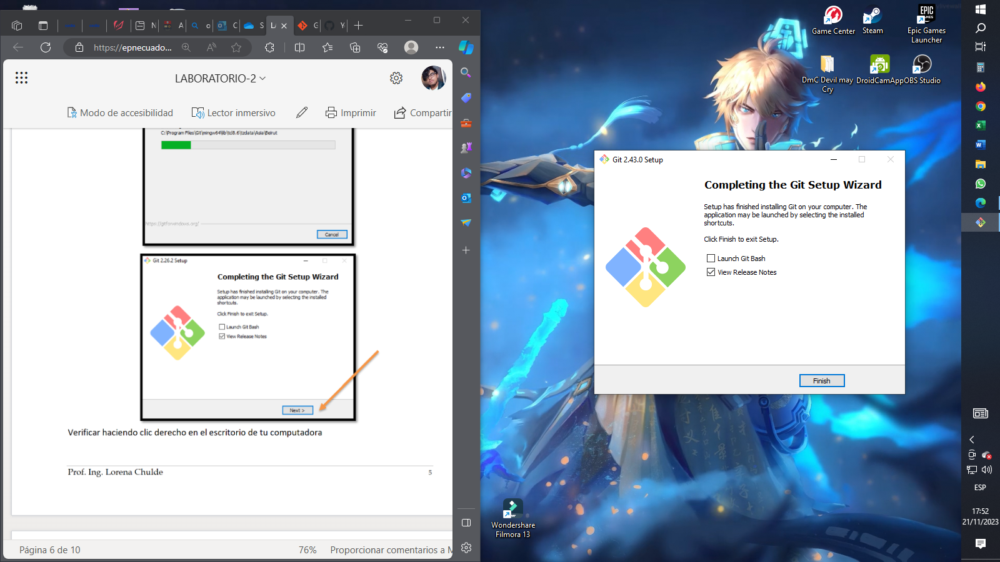 https://epnecuado...
LABORATORIO-2
Modo de accesibilidad
Lector inmersivo
Imprimir
Compartir
C:\Program Files\Git\mingw64\lib\tcl8.6\tzdata\Asia\Beirut
https://gitforwindows.org/
Cancel
Git 2.26.2 Setup
Completing the Git Setup Wizard
Setup has finished installing Git on your computer. The
application may be launched by selecting the installed
shortcuts.
Click Finish to exit Setup.
Launch Git Bash
View Release Notes
Next >
Verificar haciendo clic derecho en el escritorio de tu computadora
Prof. Ing. Lorena Chulde
5
Página 6 de 10
76%
Proporcionar comentarios a M
Game Center
Steam
Epic Games
Launcher
DmC Devil may
Cry
DroidCamApp
OBS Studio
Git 2.43.0 Setup
Completing the Git Setup Wizard
Setup has finished installing Git on your computer. The
application may be launched by selecting the installed
shortcuts.
Click Finish to exit Setup.
Launch Git Bash
View Release Notes
Finish
Wondershare
Filmora 13
ESP
17:52
21/11/2023